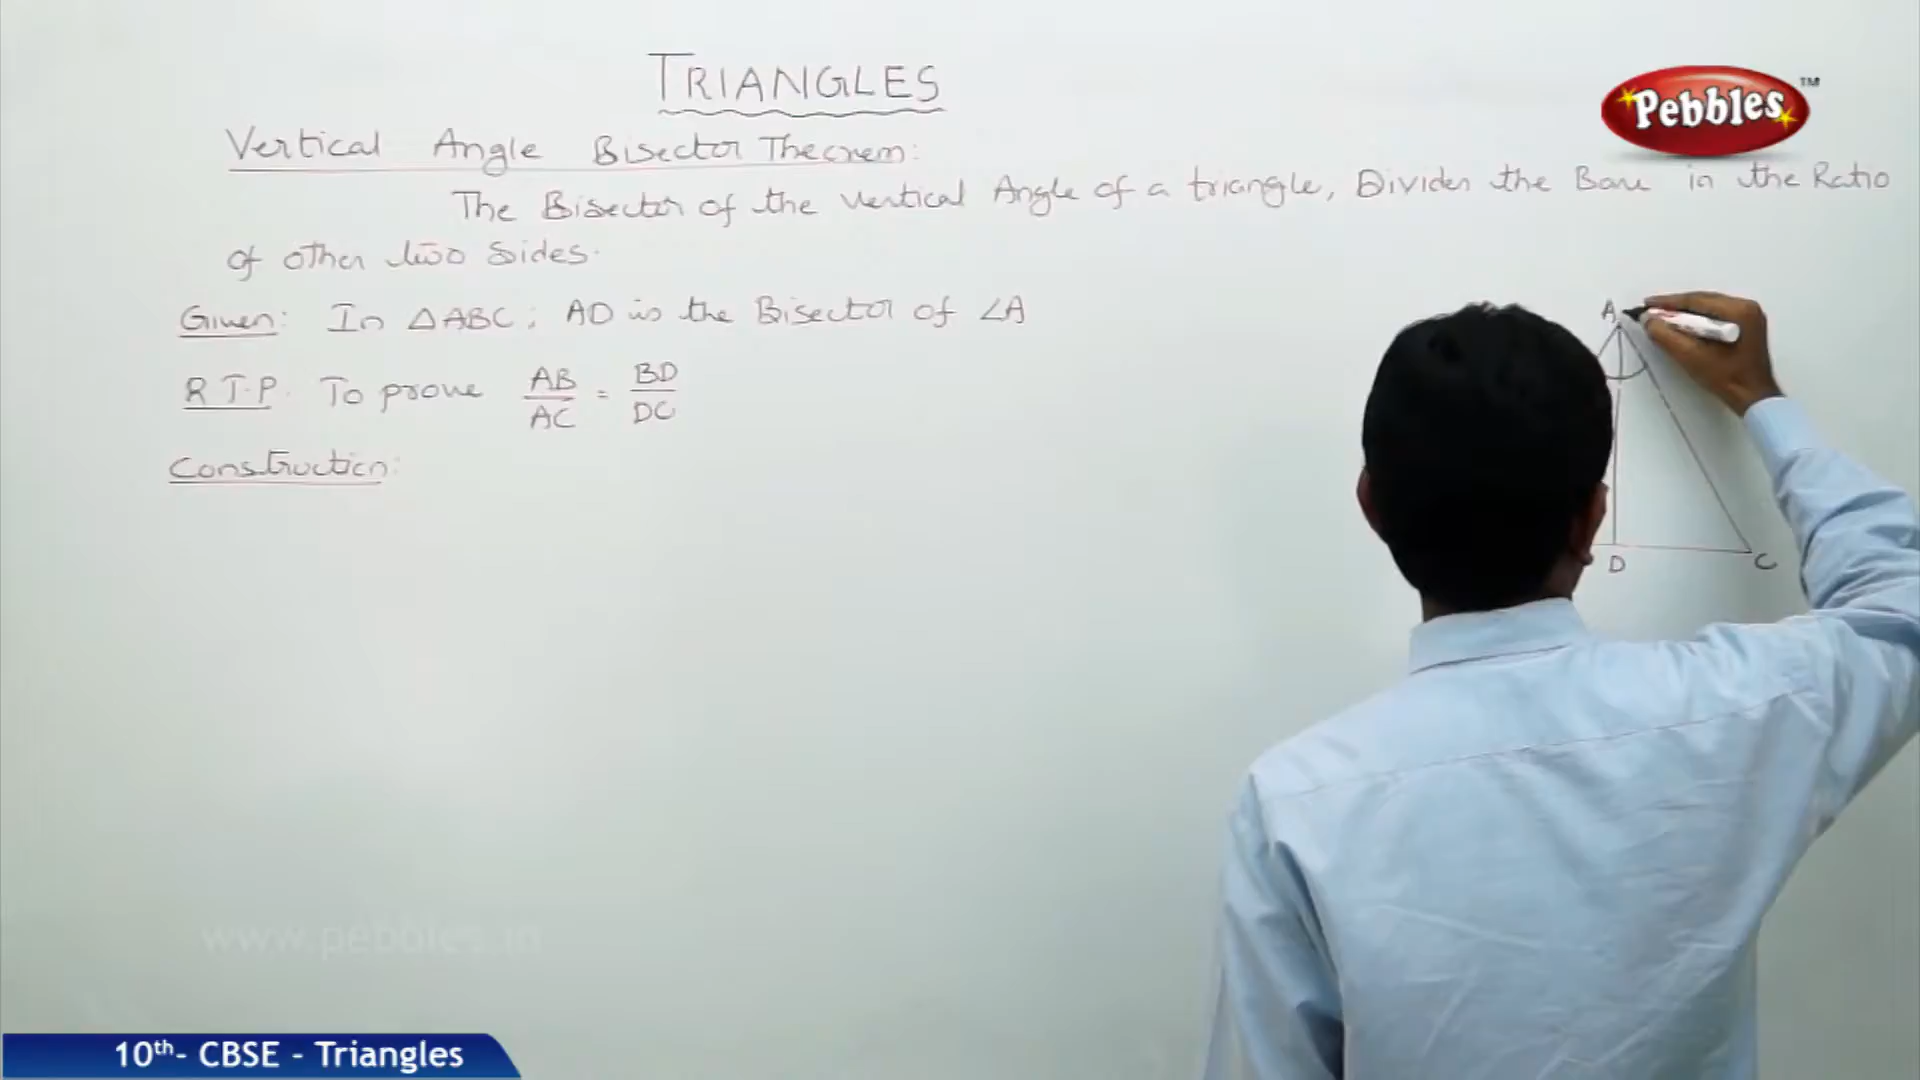 TRIANGLES
Pebbles™
Vertical Angle Bisector Theorem:
The Bisector of the vertical Angle of a triangle, Divides the Base in the Ratio
of other two sides.
Given: In △ABC; AD is the Bisector of ∠A
R.T.P. To prove AB/AC = BD/DC
Construction:
A
D
C
www.pebbles.in
10th- CBSE - Triangles